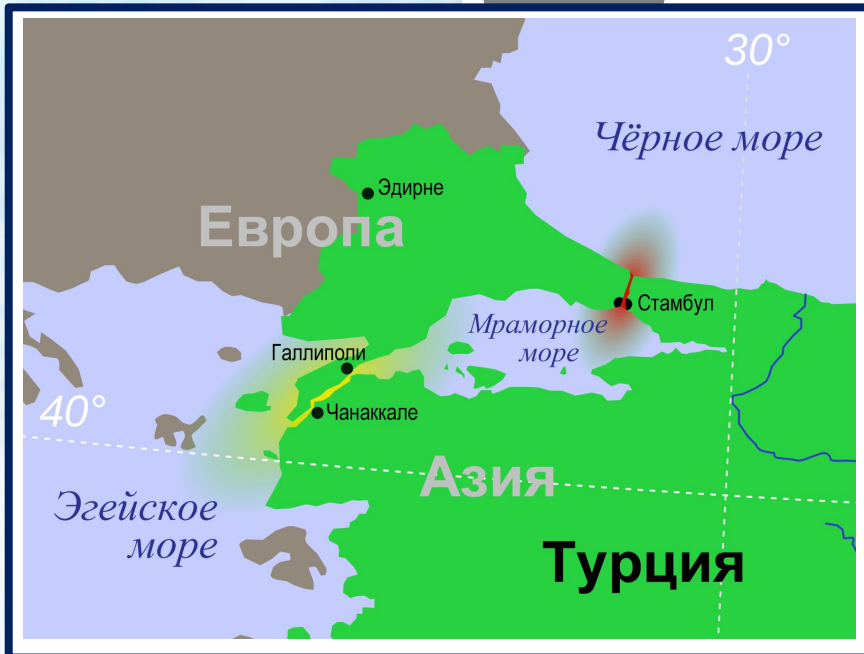 30°
Чёрное море
Эдирне
Европа
Стамбул
Мраморное
море
Галлиполи
40°
Чанаккале
Азия
Эгейское
море
Турция